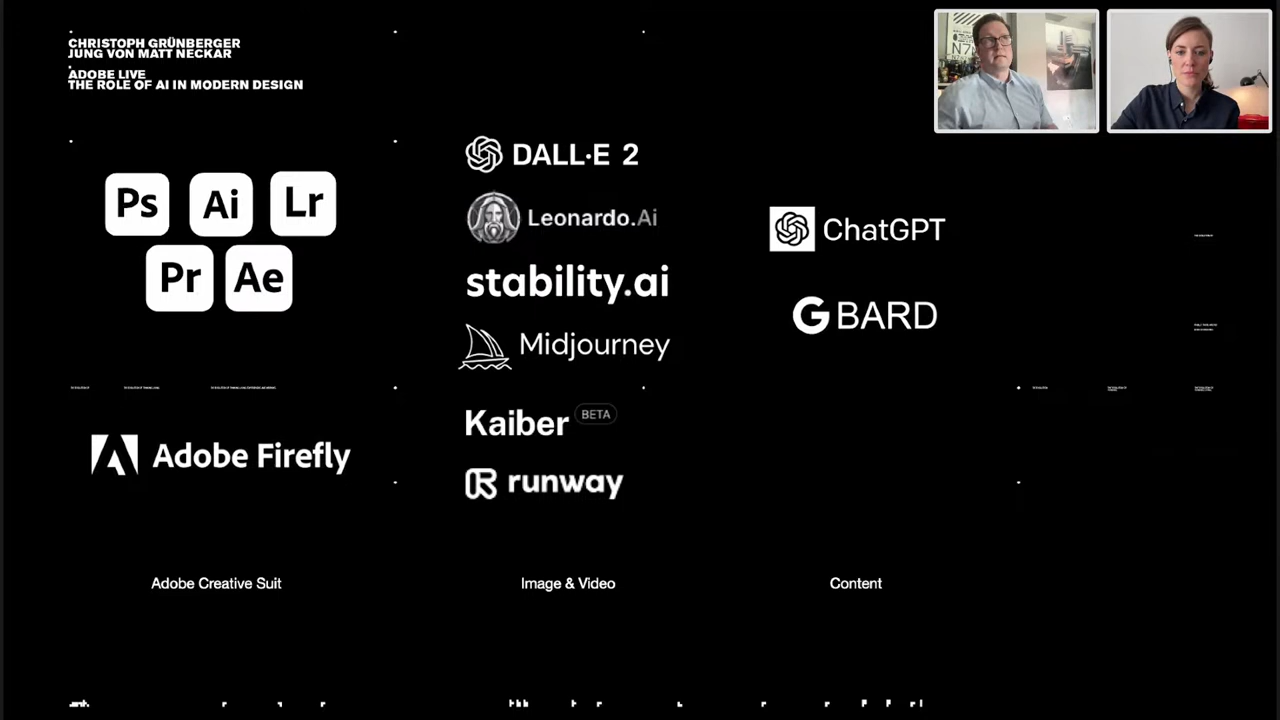 CHRISTOPH GRÜNBERGER
JUNG VON MATT NECKAR
ADOBE LIVE
THE ROLE OF AI IN MODERN DESIGN
Ps Ai Lr
Pr Ae
Adobe Firefly
Adobe Creative Suit
DALL·E 2
Leonardo.Ai
stability.ai
Midjourney
Kaiber BETA
runway
Image & Video
ChatGPT
G BARD
Content